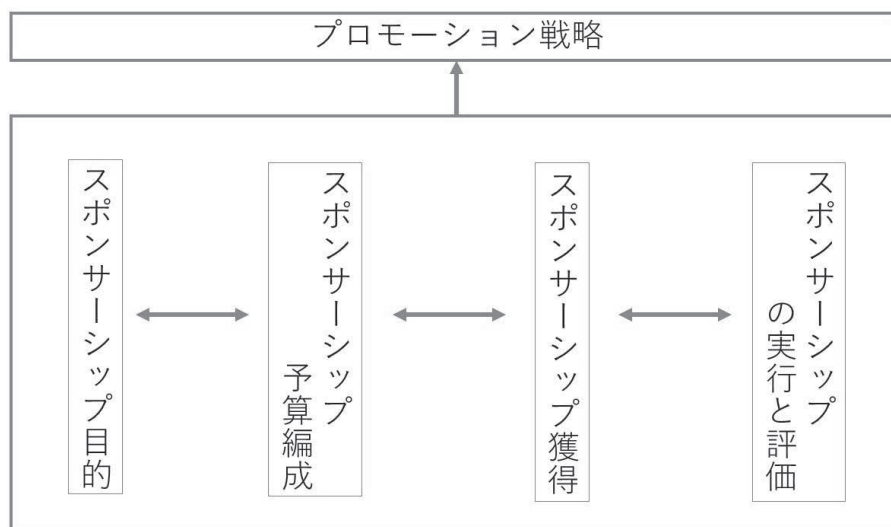 プロモーション戦略
スポンサーシップ目的
スポンサーシップ
予算編成
スポンサーシップ獲得
スポンサーシップ
の実行と評価